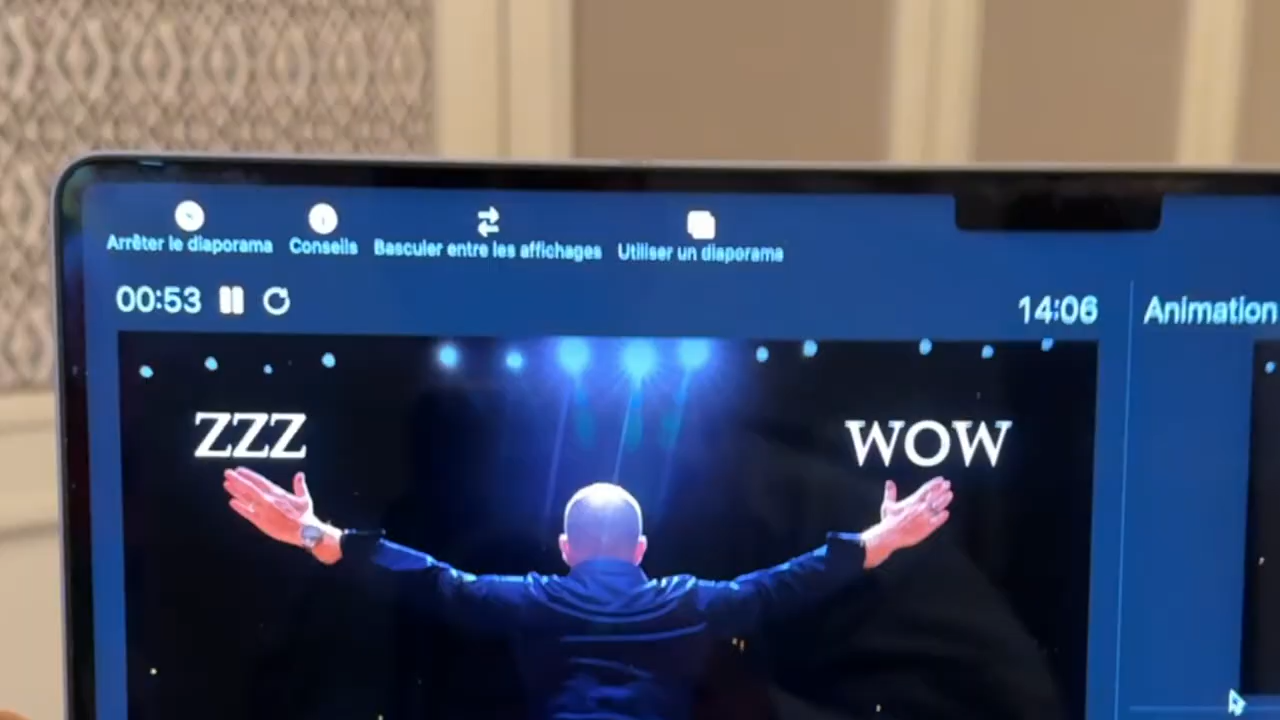 Arrêter le diaporama Conseils Basculer entre les affichages Utiliser un diaporama
00:53 14:06 Animation
ZZZ WOW